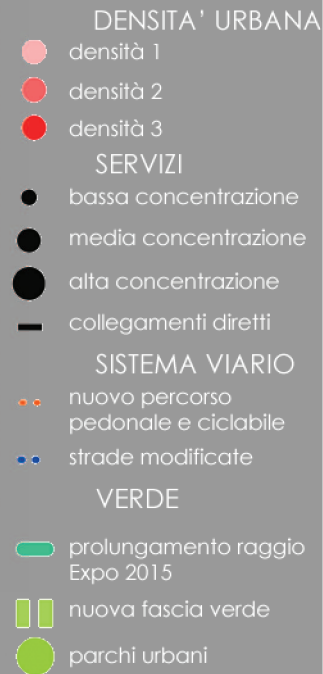 DENSITA' URBANA
densità 1
densità 2
densità 3
SERVIZI
bassa concentrazione
media concentrazione
alta concentrazione
collegamenti diretti
SISTEMA VIARIO
nuovo percorso
pedonale e ciclabile
strade modificate
VERDE
prolungamento raggio
Expo 2015
nuova fascia verde
parchi urbani